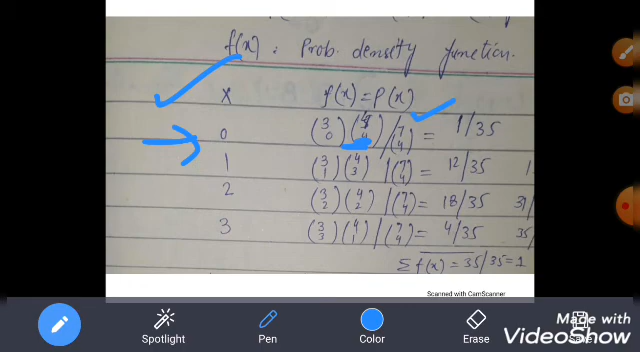 f(x) : Prob. density function.
X f(x) = P(x)
0 (3 0) (4 4) / (7 4) = 1/35
1 (3 1) (4 3) / (7 4) = 12/35
2 (3 2) (4 2) / (7 4) = 18/35
3 (3 3) (4 1) / (7 4) = 4/35
Σ f(x) = 35/35 = 1
Scanned with CamScanner
Spotlight Pen Color Erase
Made with
VideoShow